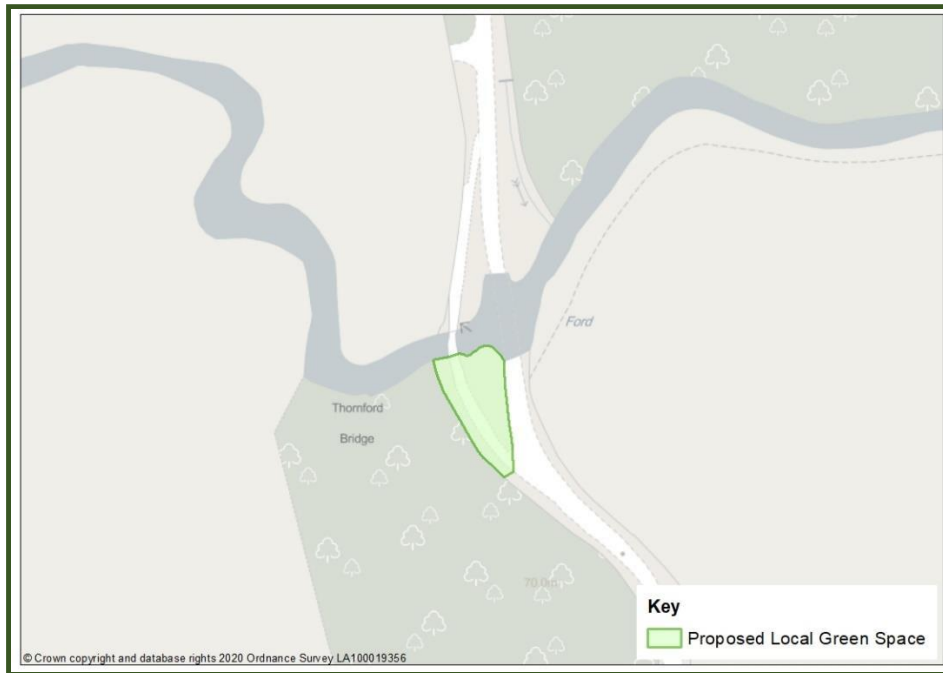 Ford
Thornford
Bridge
70.0m
Key
Proposed Local Green Space
© Crown copyright and database rights 2020 Ordnance Survey LA100019356